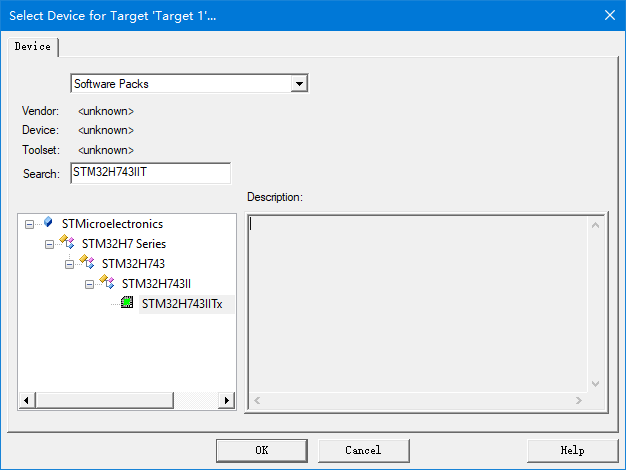 Select Device for Target 'Target 1'...
Device
Software Packs
Vendor: <unknown>
Device: <unknown>
Toolset: <unknown>
Search: STM32H743IIT
Description:
STMicroelectronics
STM32H7 Series
STM32H743
STM32H743II
STM32H743IITx
OK Cancel Help